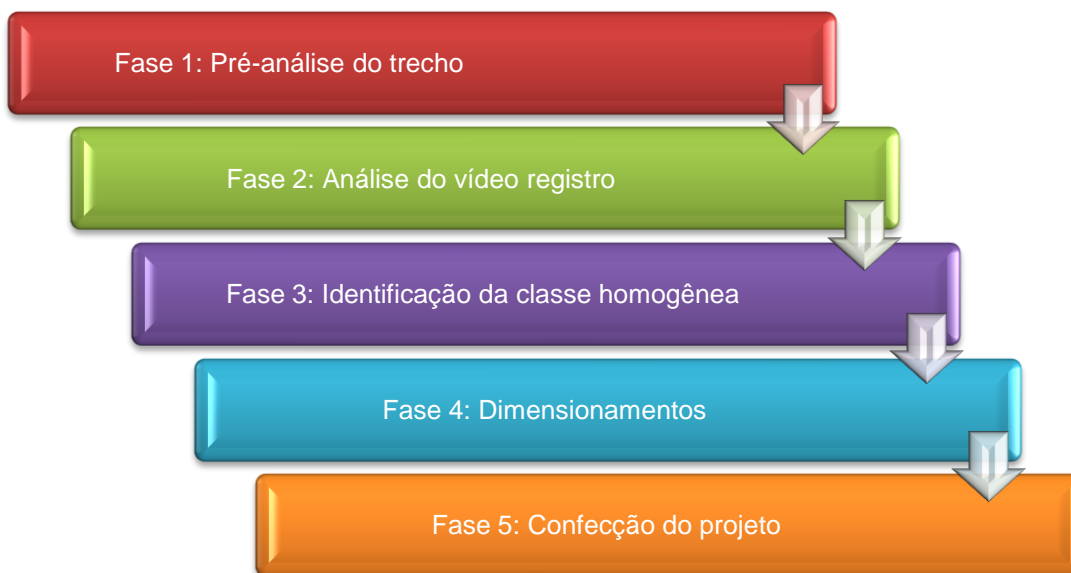 Fase 1: Pré-análise do trecho
Fase 2: Análise do vídeo registro
Fase 3: Identificação da classe homogênea
Fase 4: Dimensionamentos
Fase 5: Confecção do projeto